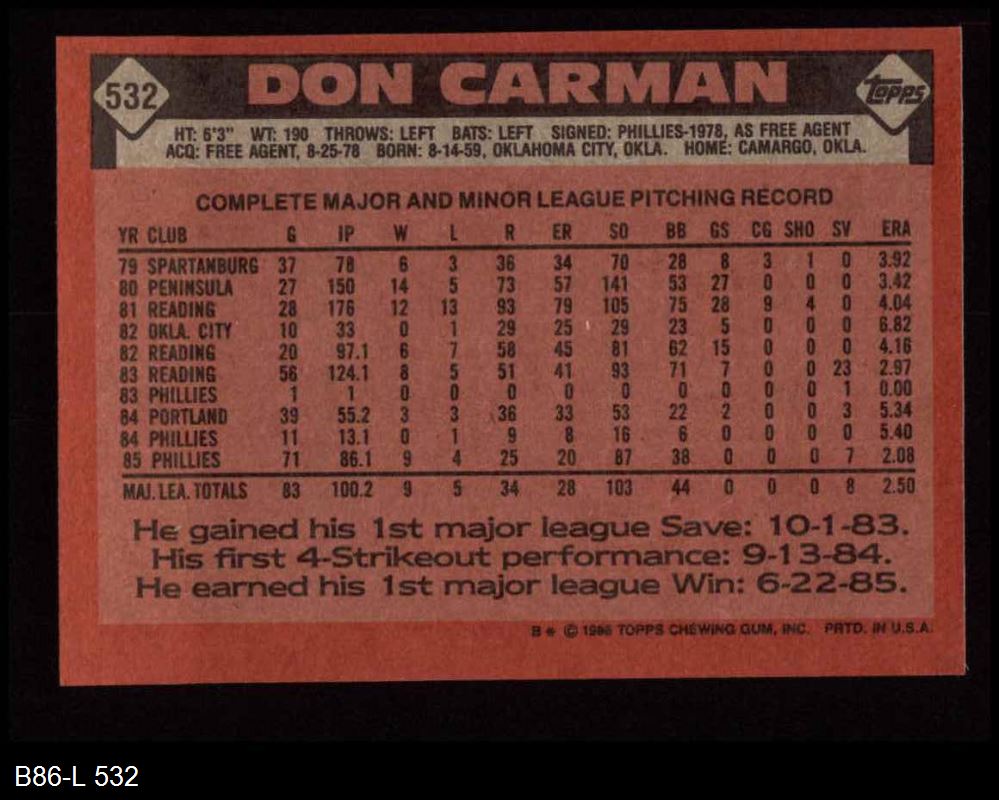 532 DON CARMAN Topps
HT: 6'3" WT: 190 THROWS: LEFT BATS: LEFT SIGNED: PHILLIES-1978, AS FREE AGENT
ACQ: FREE AGENT, 8-25-78 BORN: 8-14-59, OKLAHOMA CITY, OKLA. HOME: CAMARGO, OKLA.
COMPLETE MAJOR AND MINOR LEAGUE PITCHING RECORD
YR CLUB G IP W L R ER SO BB GS CG SHO SV ERA
79 SPARTANBURG 37 78 6 3 36 34 70 28 8 3 1 0 3.92
80 PENINSULA 27 150 14 5 73 57 141 53 27 0 0 0 3.42
81 READING 28 176 12 13 93 79 105 75 28 9 4 0 4.04
82 OKLA. CITY 10 33 0 1 29 25 29 23 5 0 0 0 6.82
82 READING 20 97.1 6 7 58 45 81 62 15 0 0 0 4.16
83 READING 56 124.1 8 5 51 41 93 71 7 0 0 23 2.97
83 PHILLIES 1 1 0 0 0 0 0 0 0 0 0 1 0.00
84 PORTLAND 39 55.2 3 3 36 33 53 22 2 0 0 3 5.34
84 PHILLIES 11 13.1 0 1 9 8 16 6 0 0 0 0 5.40
85 PHILLIES 71 86.1 9 4 25 20 87 38 0 0 0 7 2.08
MAJ. LEA. TOTALS 83 100.2 9 5 34 28 103 44 0 0 0 8 2.50
He gained his 1st major league Save: 10-1-83.
His first 4-Strikeout performance: 9-13-84.
He earned his 1st major league Win: 6-22-85.
B * © 1986 TOPPS CHEWING GUM, INC. PRTD. IN U.S.A.
B86-L 532